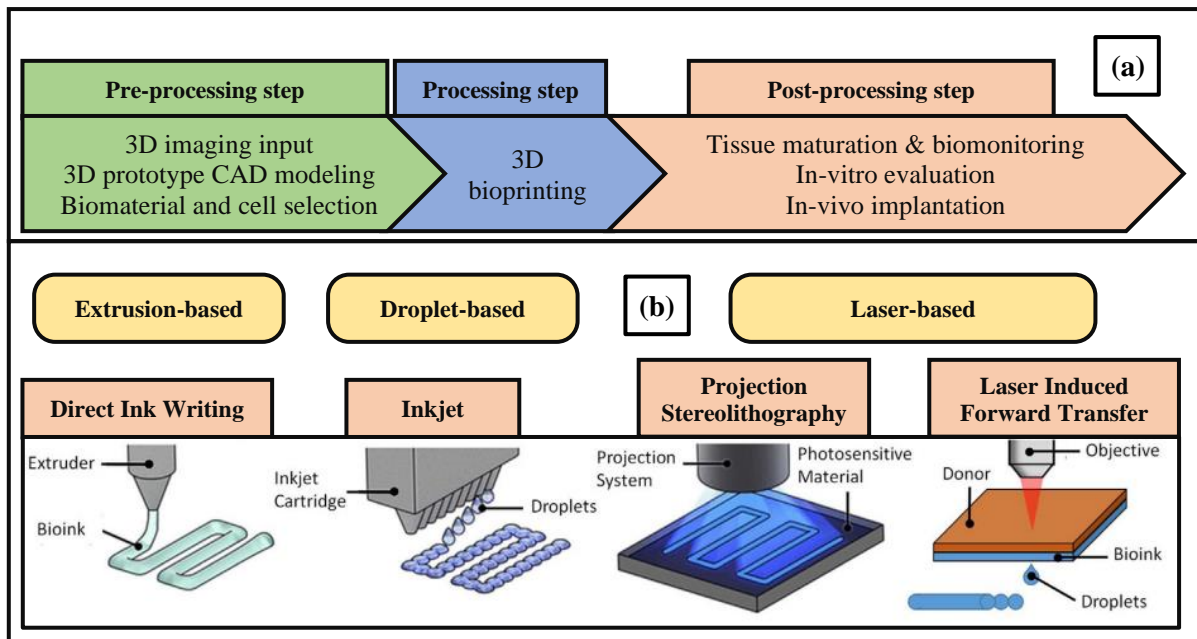 (a)
Pre-processing step
Processing step
Post-processing step
3D imaging input
3D prototype CAD modeling
Biomaterial and cell selection
3D
bioprinting
Tissue maturation & biomonitoring
In-vitro evaluation
In-vivo implantation
(b)
Extrusion-based
Droplet-based
Laser-based
Direct Ink Writing
Inkjet
Projection
Stereolithography
Laser Induced
Forward Transfer
Extruder
Bioink
Inkjet
Cartridge
Droplets
Projection
System
Photosensitive
Material
Objective
Donor
Bioink
Droplets